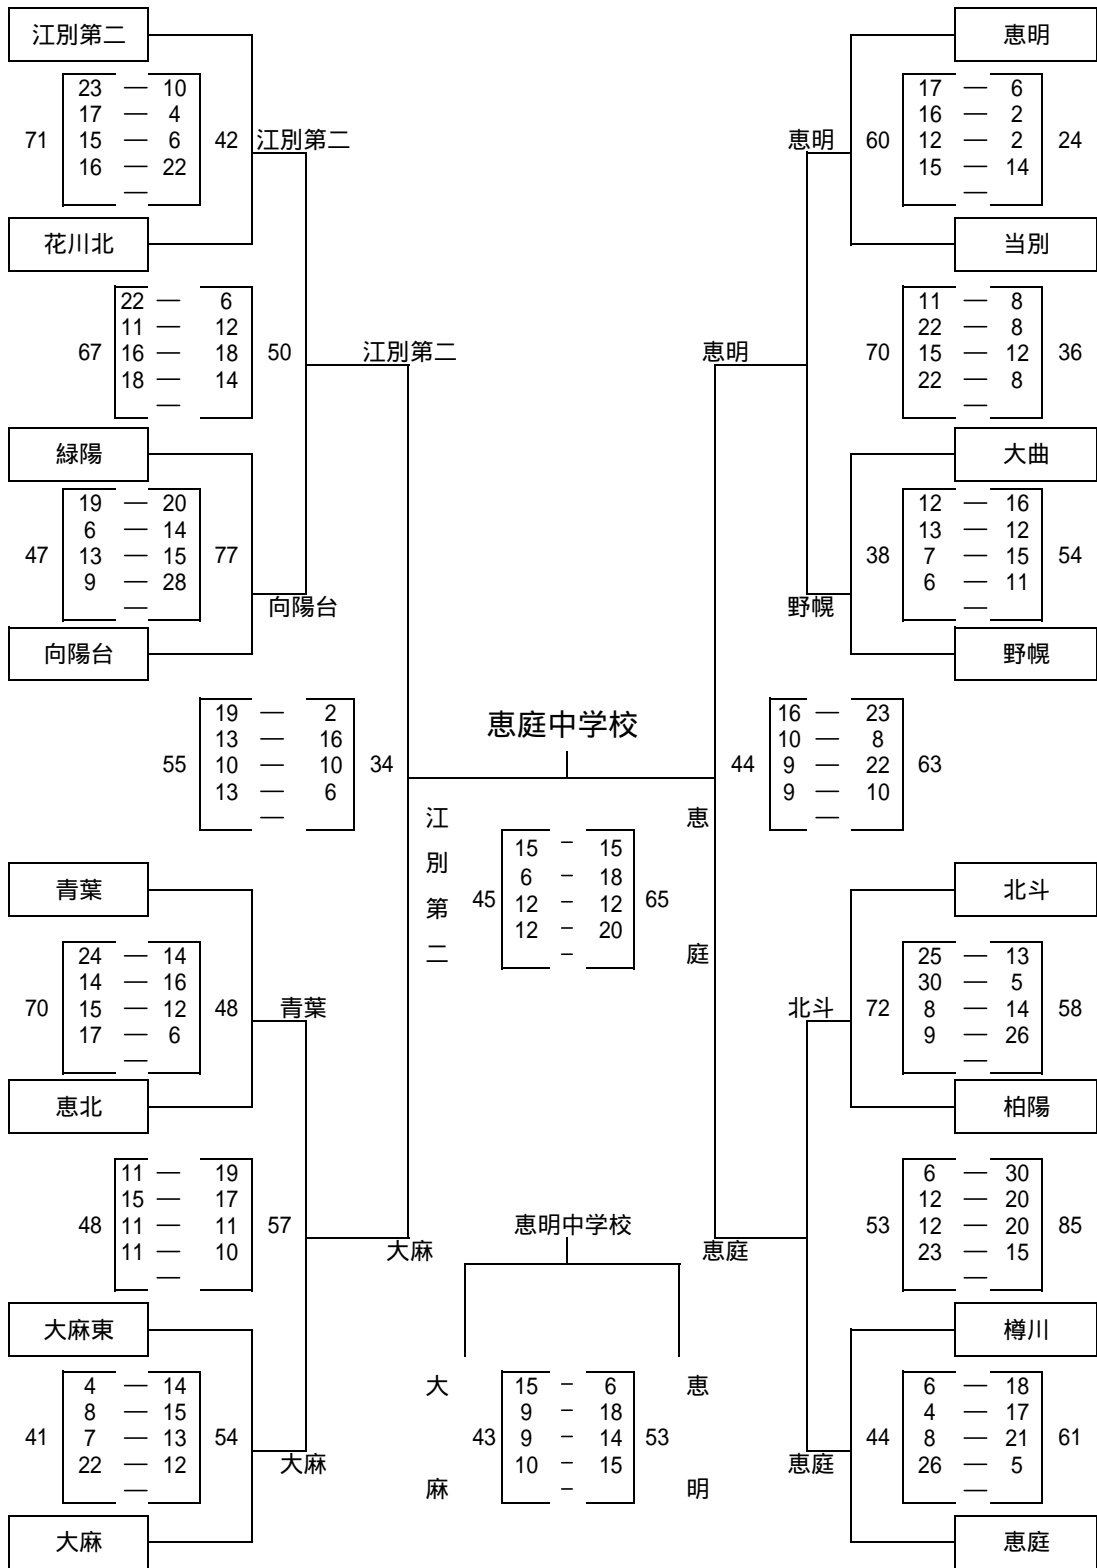 江別第二 恵明
23 — 10 17 — 6
17 — 4 16 — 2
71 15 — 6 42 江別第二 恵明 60 12 — 2 24
16 — 22 15 — 14
— —
花川北 当別
22 — 6 11 — 8
11 — 12 22 — 8
67 16 — 18 50 江別第二 恵明 70 15 — 12 36
18 — 14 22 — 8
— —
緑陽 大曲
19 — 20 12 — 16
6 — 14 13 — 12
47 13 — 15 77 38 7 — 15 54
9 — 28 6 — 11
— —
向陽台 野幌
向陽台 野幌
恵庭中学校
19 — 2 16 — 23
13 — 16 10 — 8
55 10 — 10 34 44 9 — 22 63
13 — 6 9 — 10
— —
江別第二 恵庭
15 - 15
6 - 18
45 12 - 12 65
12 - 20
-
青葉 北斗
24 — 14 25 — 13
14 — 16 30 — 5
70 15 — 12 48 青葉 北斗 72 8 — 14 58
17 — 6 9 — 26
— —
恵北 柏陽
11 — 19 6 — 30
15 — 17 12 — 20
48 11 — 11 57 53 12 — 20 85
11 — 10 23 — 15
— —
大麻 恵庭
恵明中学校
大麻東 樽川
4 — 14 6 — 18
8 — 15 4 — 17
41 7 — 13 54 大麻 恵庭 44 8 — 21 61
22 — 12 26 — 5
— —
大麻 恵明
15 - 6
9 - 18
43 9 - 14 53
10 - 15
-
大麻 恵庭